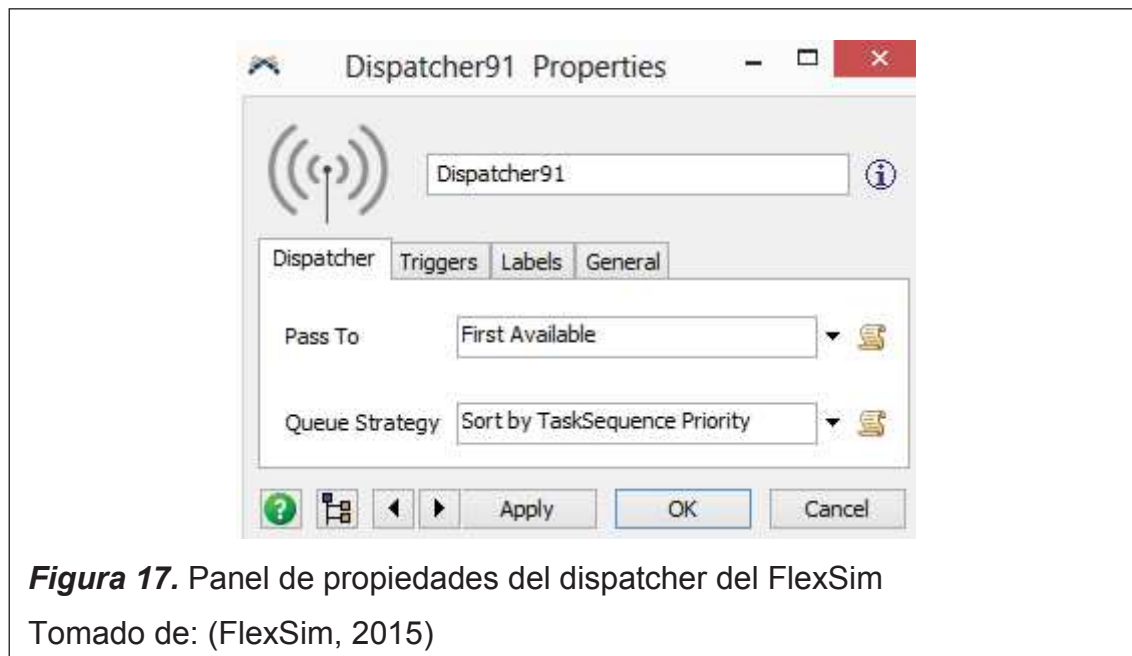 Dispatcher91 Properties
Dispatcher91
Dispatcher Triggers Labels General
Pass To First Available
Queue Strategy Sort by TaskSequence Priority
Apply OK Cancel
Figura 17. Panel de propiedades del dispatcher del FlexSim
Tomado de: (FlexSim, 2015)